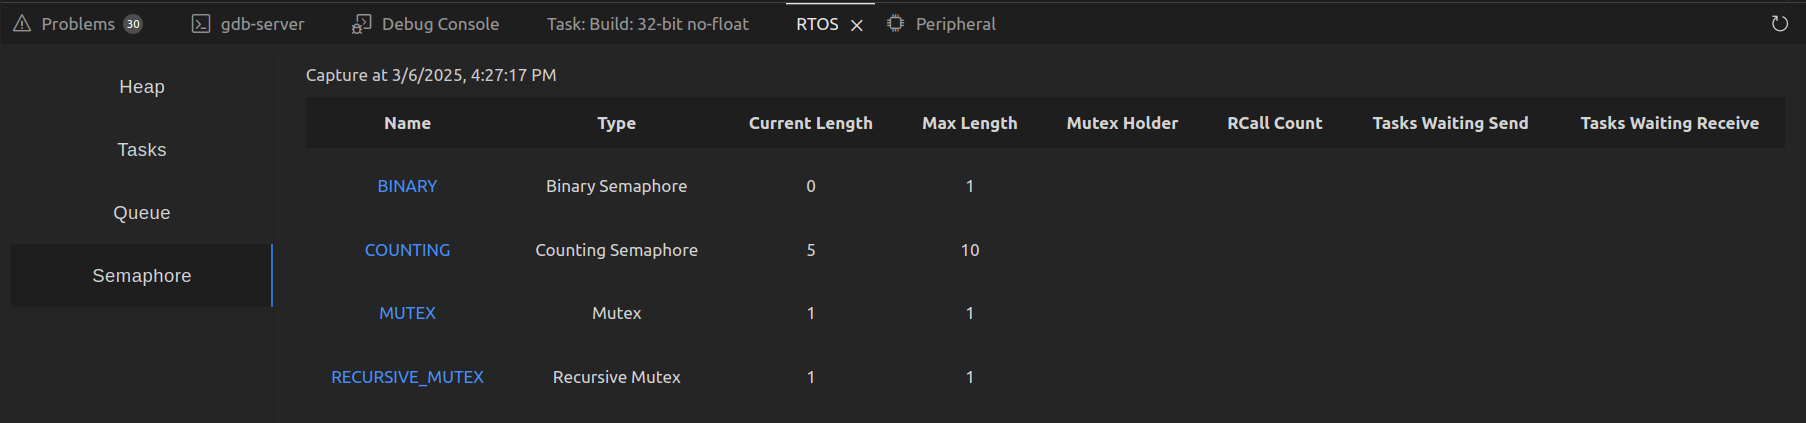 Problems 30 gdb-server Debug Console Task: Build: 32-bit no-float RTOS Peripheral
Heap
Tasks
Queue
Semaphore
Capture at 3/6/2025, 4:27:17 PM
Name Type Current Length Max Length Mutex Holder RCall Count Tasks Waiting Send Tasks Waiting Receive
BINARY Binary Semaphore 0 1
COUNTING Counting Semaphore 5 10
MUTEX Mutex 1 1
RECURSIVE_MUTEX Recursive Mutex 1 1